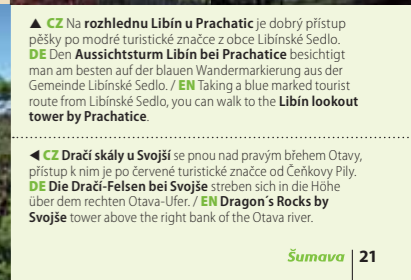 ▲ CZ Na rozhlednu Libín u Prachatic je dobrý přístup
pěšky po modré turistické značce z obce Libínské Sedlo.
DE Den Aussichtsturm Libín bei Prachatice besichtigt
man am besten auf der blauen Wandermarkierung aus der
Gemeinde Libínské Sedlo. / EN Taking a blue marked tourist
route from Libínské Sedlo, you can walk to the Libín lookout
tower by Prachatice.
◀ CZ Dračí skály u Svojší se pnou nad pravým břehem Otavy,
přístup k nim je po červené turistické značce od Čeňkovy Pily.
DE Die Dračí-Felsen bei Svojše streben sich in die Höhe
über dem rechten Otava-Ufer. / EN Dragon´s Rocks by
Svojše tower above the right bank of the Otava river.
Šumava | 21